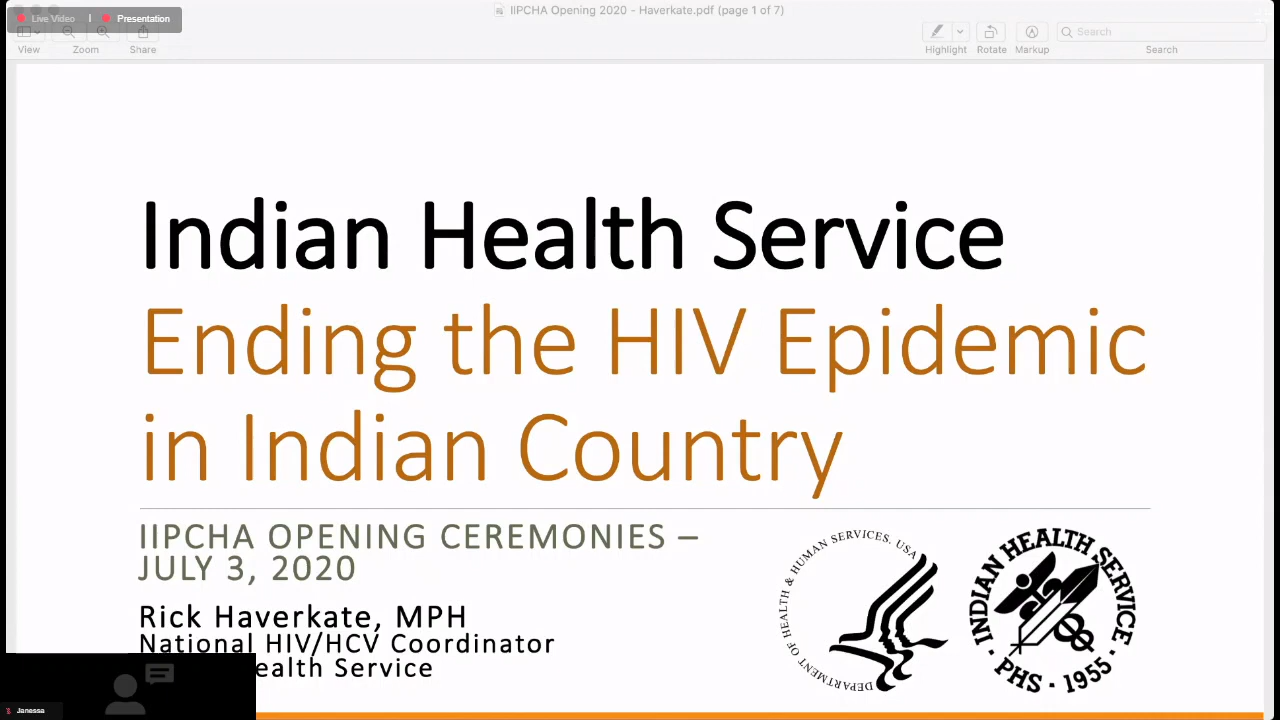 Live Video | Presentation
IIPCHA Opening 2020 - Haverkate.pdf (page 1 of 7)
View
Zoom
Share
Highlight
Rotate
Markup
Search
Search
Indian Health Service
Ending the HIV Epidemic
in Indian Country
IIPCHA OPENING CEREMONIES –
JULY 3, 2020
Rick Haverkate, MPH
National HIV/HCV Coordinator
ealth Service
DEPARTMENT OF HEALTH & HUMAN SERVICES. USA
INDIAN HEALTH SERVICE
· PHS · 1955 ·
Janessa